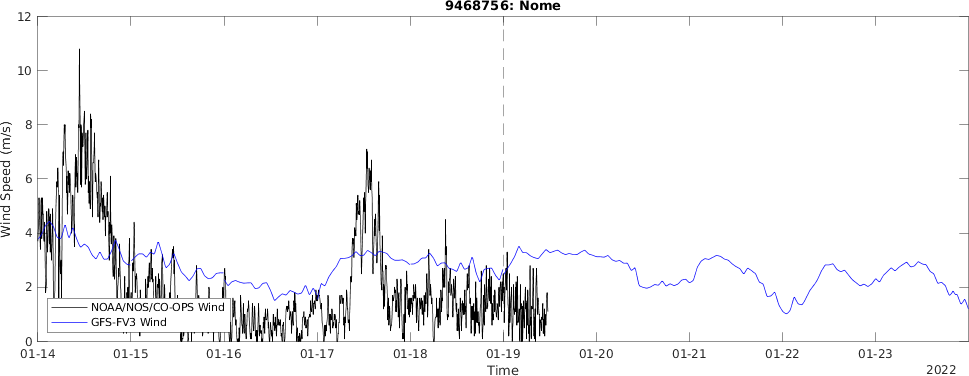 9468756: Nome
Wind Speed (m/s)
12
10
8
6
4
2
0
NOAA/NOS/CO-OPS Wind
GFS-FV3 Wind
01-14 01-15 01-16 01-17 01-18 01-19 01-20 01-21 01-22 01-23
Time
2022